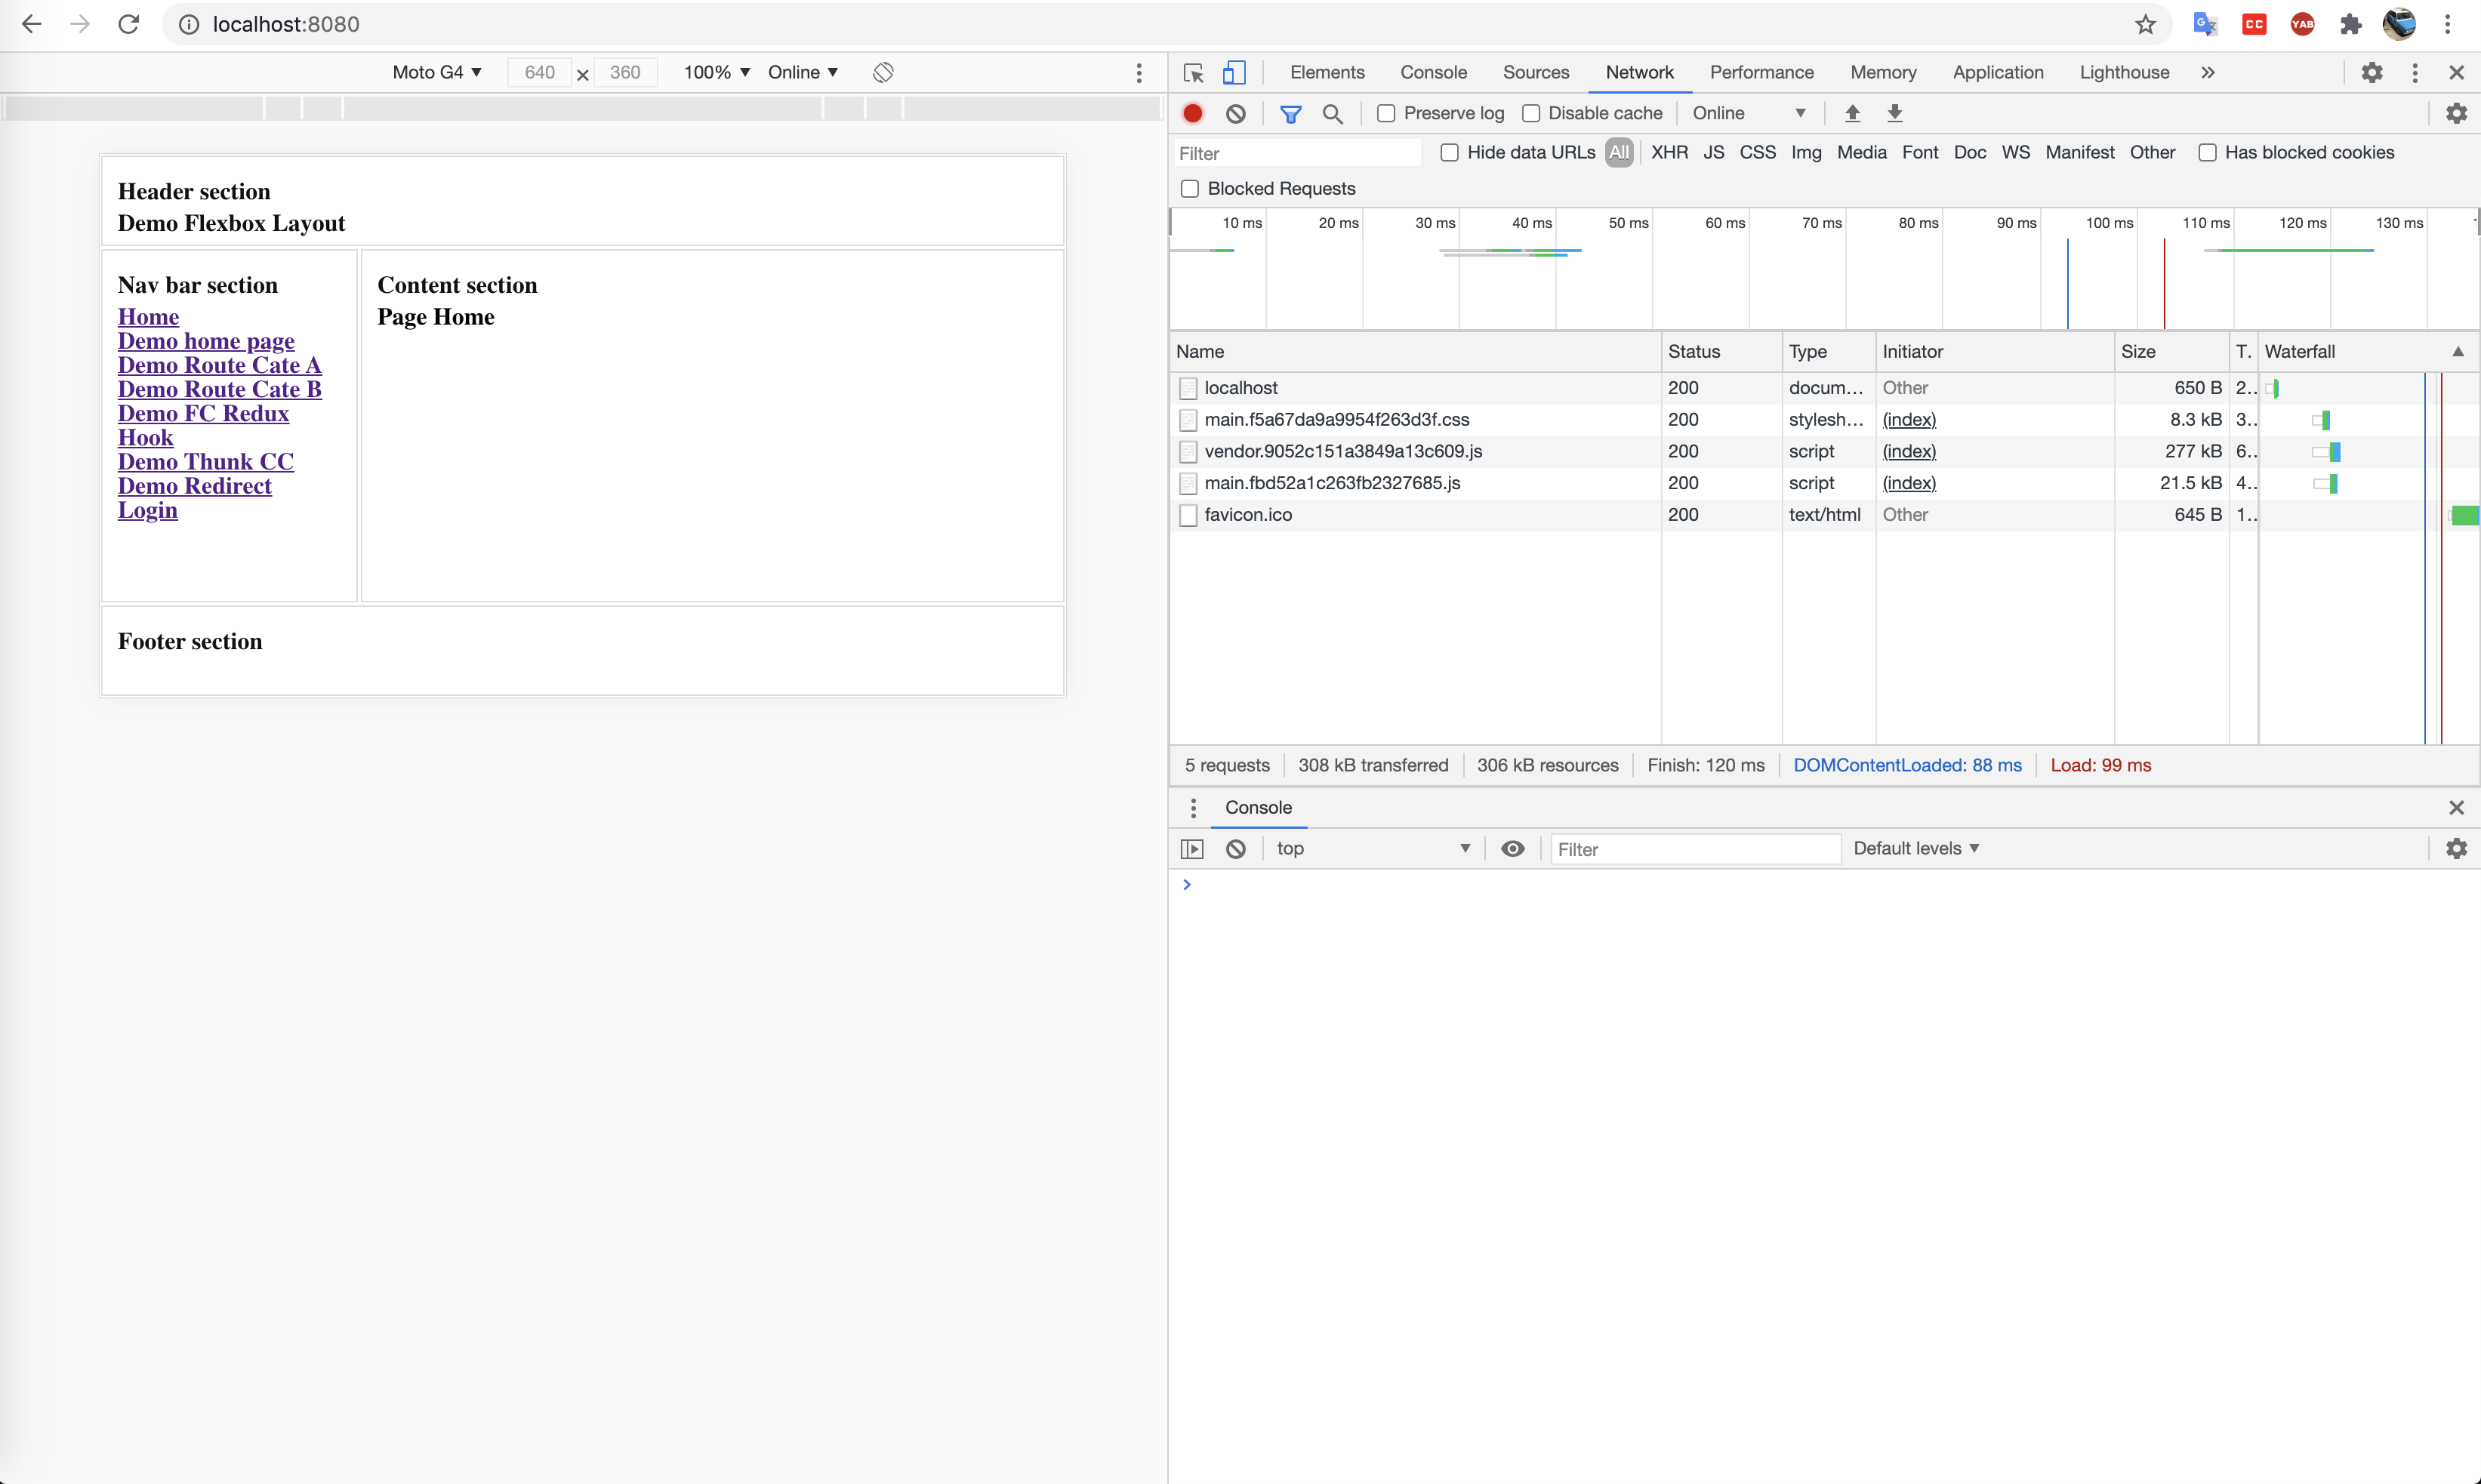 localhost:8080
Moto G4 ▼ 640 × 360 100% ▼ Online ▼
Elements Console Sources Network Performance Memory Application Lighthouse »
Preserve log Disable cache Online ▼
Filter Hide data URLs All XHR JS CSS Img Media Font Doc WS Manifest Other Has blocked cookies
Blocked Requests
10 ms 20 ms 30 ms 40 ms 50 ms 60 ms 70 ms 80 ms 90 ms 100 ms 110 ms 120 ms 130 ms
Name Status Type Initiator Size T. Waterfall ▲
localhost 200 docum… Other 650 B 2..
main.f5a67da9a9954f263d3f.css 200 stylesh… (index) 8.3 kB 3..
vendor.9052c151a3849a13c609.js 200 script (index) 277 kB 6..
main.fbd52a1c263fb2327685.js 200 script (index) 21.5 kB 4..
favicon.ico 200 text/html Other 645 B 1..
5 requests 308 kB transferred 306 kB resources Finish: 120 ms DOMContentLoaded: 88 ms Load: 99 ms
Console
top ▼ Filter Default levels ▼
Header section
Demo Flexbox Layout
Nav bar section
Home
Demo home page
Demo Route Cate A
Demo Route Cate B
Demo FC Redux
Hook
Demo Thunk CC
Demo Redirect
Login
Content section
Page Home
Footer section
CC
YAB